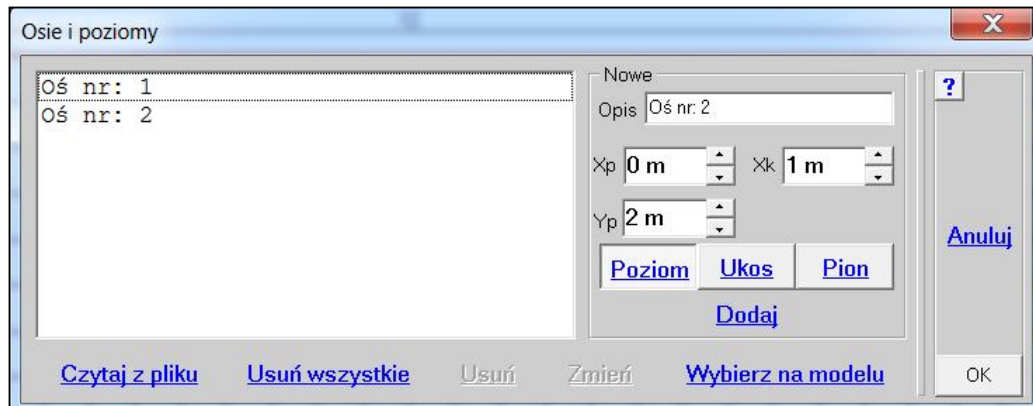 Osie i poziomy
Oś nr: 1
Oś nr: 2
Nowe
Opis Oś nr: 2
Xp 0 m Xk 1 m
Yp 2 m
Poziom Ukos Pion
Dodaj
Czytaj z pliku Usuń wszystkie Usuń Zmień Wybierz na modelu
?
Anuluj
OK